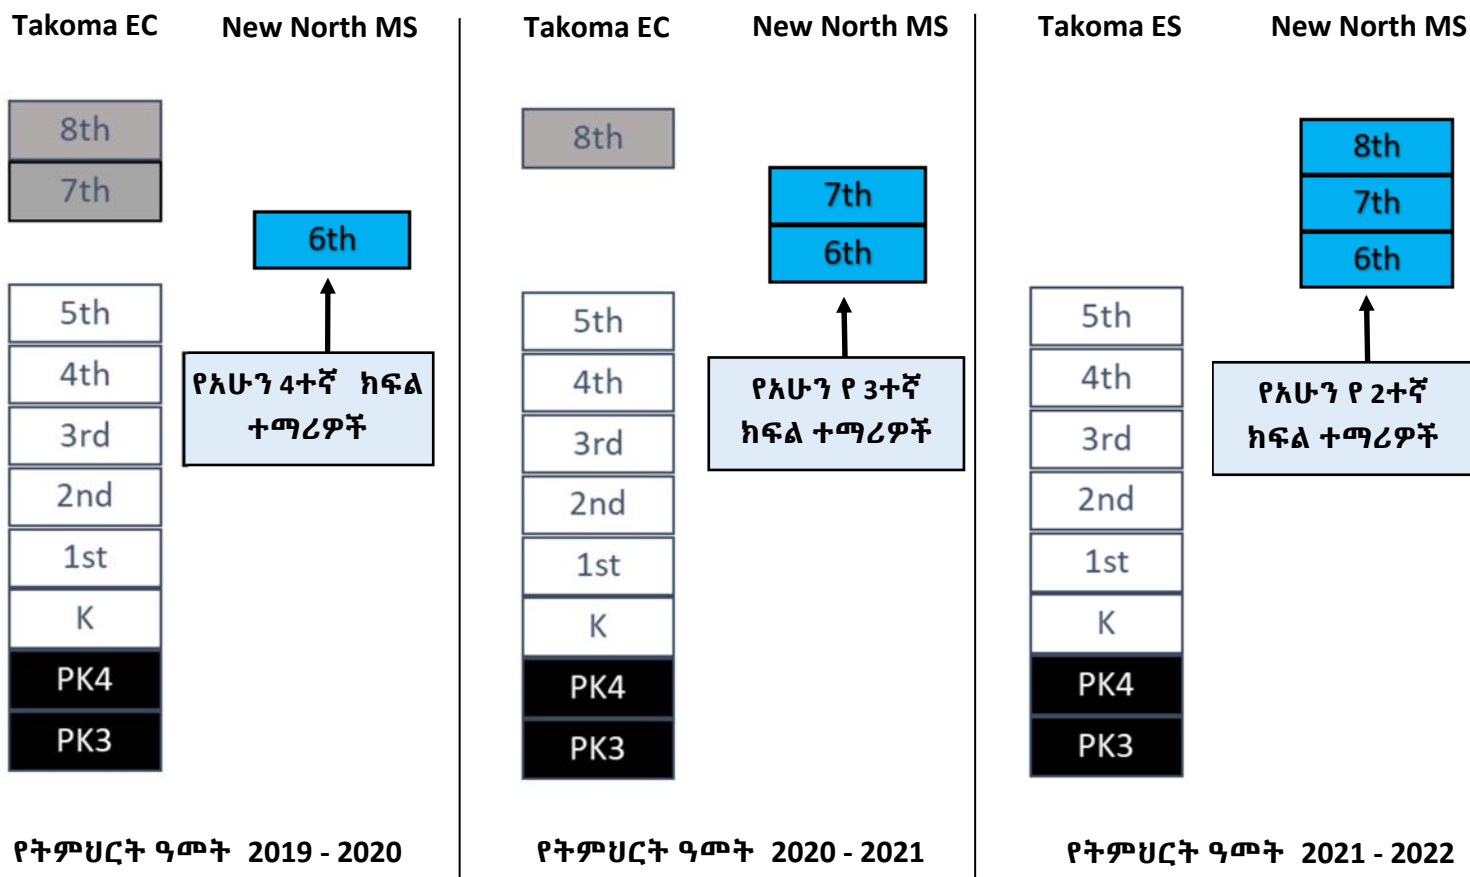 Takoma EC
New North MS
8th
7th
6th
5th
4th
3rd
2nd
1st
K
PK4
PK3
የአሁን 4ተኛ ክፍል
ተማሪዎች
የትምህርት ዓመት 2019 - 2020
Takoma EC
New North MS
8th
7th
6th
5th
4th
3rd
2nd
1st
K
PK4
PK3
የአሁን የ 3ተኛ
ክፍል ተማሪዎች
የትምህርት ዓመት 2020 - 2021
Takoma ES
New North MS
8th
7th
6th
5th
4th
3rd
2nd
1st
K
PK4
PK3
የአሁን የ 2ተኛ
ክፍል ተማሪዎች
የትምህርት ዓመት 2021 - 2022